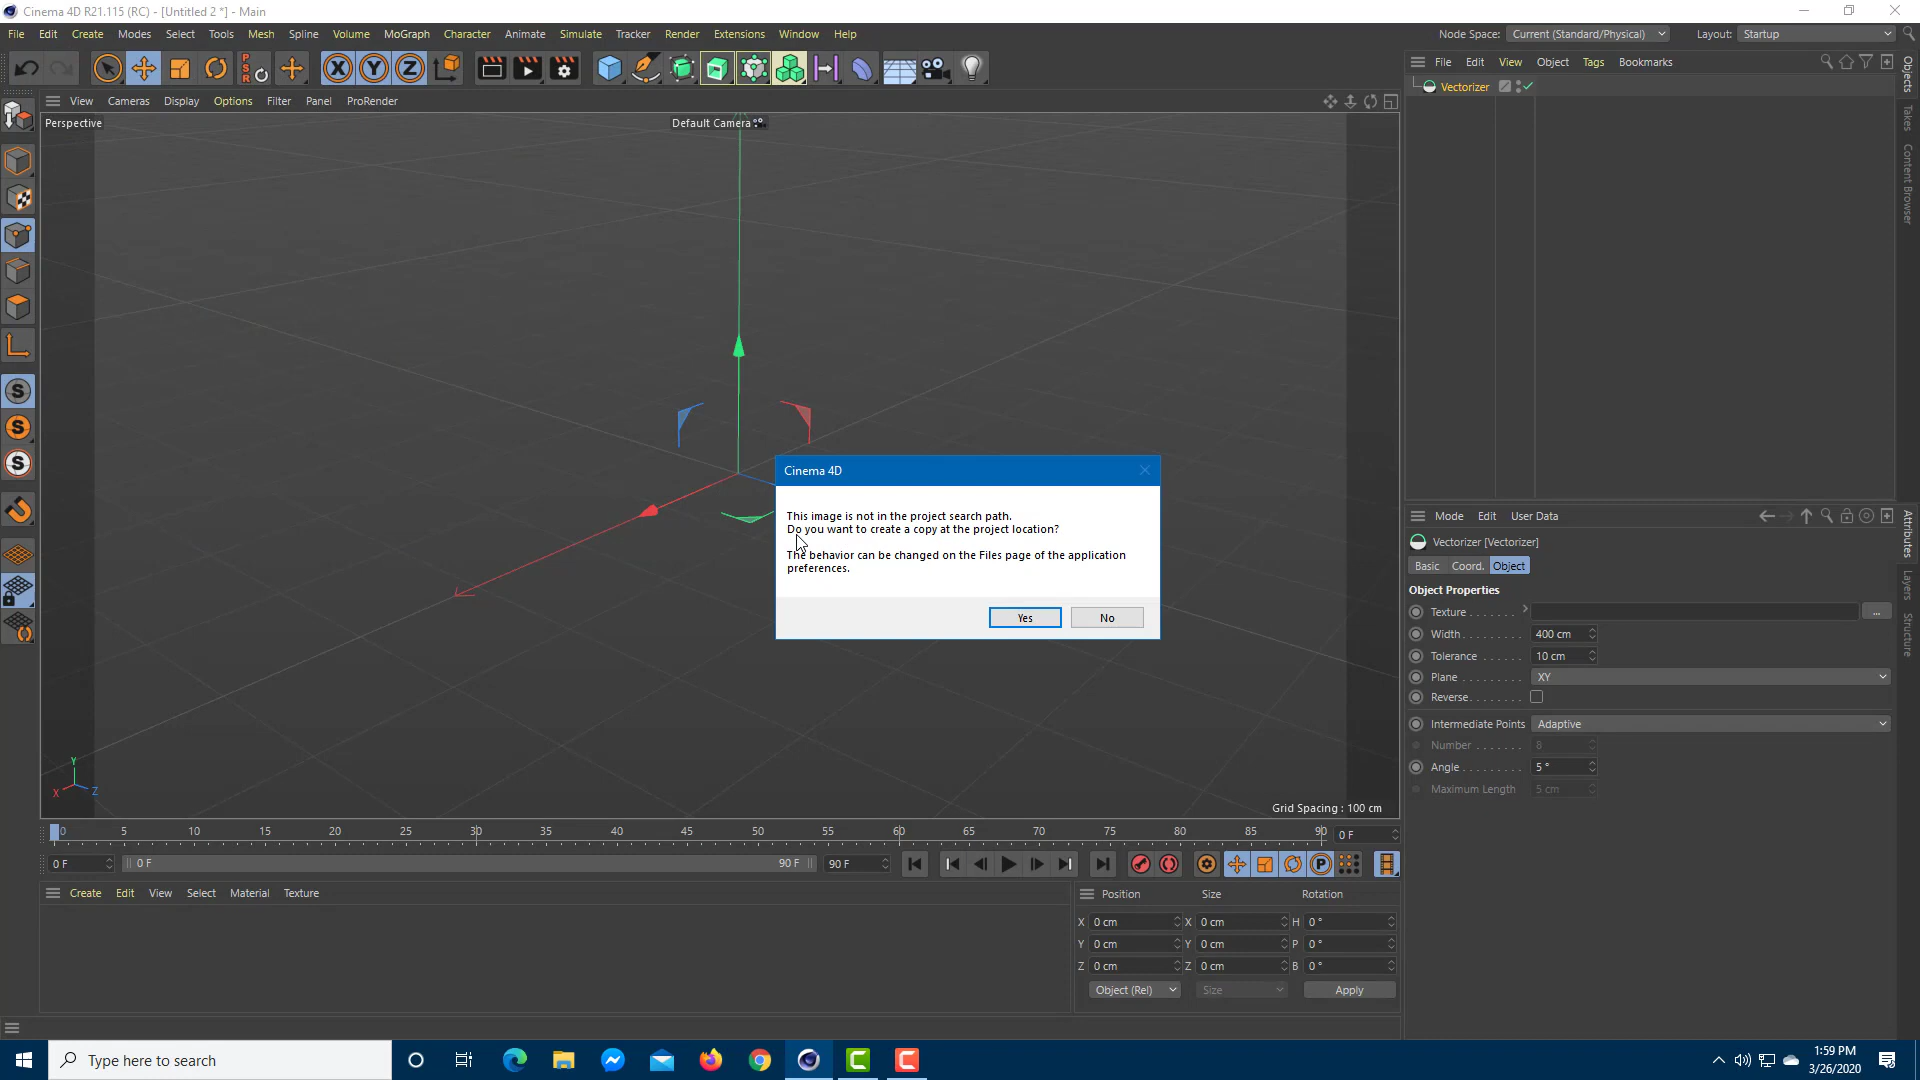 Cinema 4D R21.115 (RC) - [Untitled 2 *] - Main
File Edit Create Modes Select Tools Mesh Spline Volume MoGraph Character Animate Simulate Tracker Render Extensions Window Help
Node Space: Current (Standard/Physical) Layout: Startup
P S R
X Y Z
File Edit View Object Tags Bookmarks
View Cameras Display Options Filter Panel ProRender
Vectorizer
Perspective
Default Camera
Objects
Takes
Content Browser
Cinema 4D
This image is not in the project search path.
Do you want to create a copy at the project location?
The behavior can be changed on the Files page of the application
preferences.
Yes No
S
S
S
Y
X Z
Grid Spacing : 100 cm
Mode Edit User Data
Vectorizer [Vectorizer]
Basic Coord. Object
Object Properties
Texture ...
Width 400 cm
Tolerance 10 cm
Plane XY
Reverse
Intermediate Points Adaptive
Number 8
Angle 5 °
Maximum Length 5 cm
Attributes
Layers
Structure
0 5 10 15 20 25 30 35 40 45 50 55 60 65 70 75 80 85 90 0 F
0 F 0 F 90 F 90 F
P
Create Edit View Select Material Texture
Position Size Rotation
X 0 cm X 0 cm H 0 °
Y 0 cm Y 0 cm P 0 °
Z 0 cm Z 0 cm B 0 °
Object (Rel) Size Apply
Type here to search
C C
1:59 PM
3/26/2020